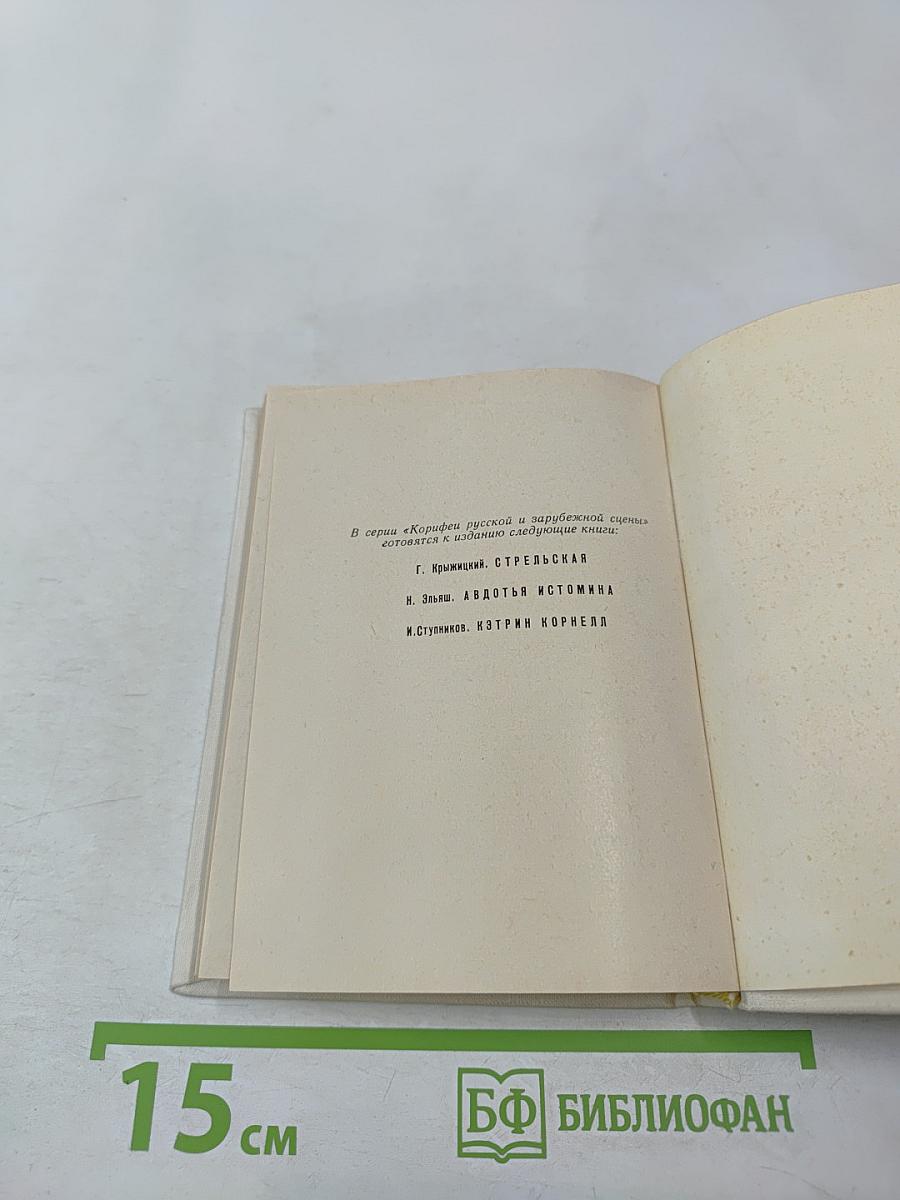 В серии «Корифеи русской и зарубежной сцены»
готовятся к изданию следующие книги:
Г. Крыжицкий. СТРЕЛЬСКАЯ
Н. Эльяш. АВДОТЬЯ ИСТОМИНА
И.Ступников. КЭТРИН КОРНЕЛЛ
15 см
БФ БИБЛИОФАН